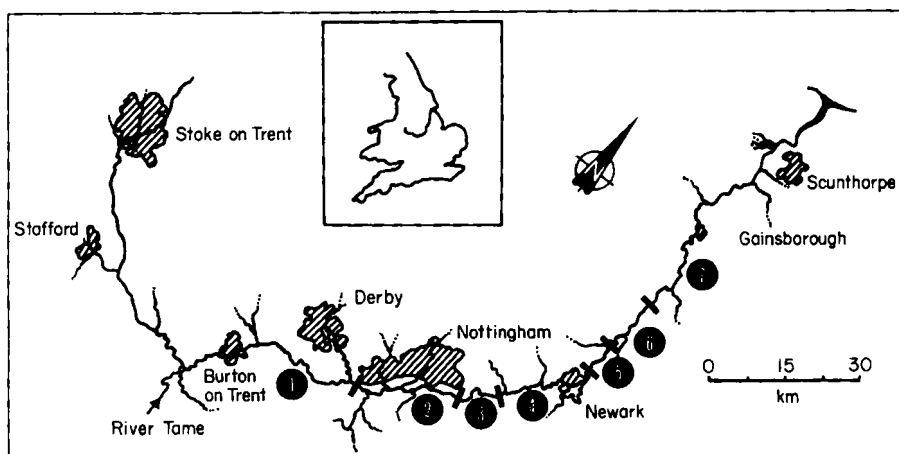 Stoke on Trent
Stafford
Scunthorpe
Gainsborough
Derby
Nottingham
Burton
on Trent
1
2
3
4
5
6
7
Newark
River Tame
N
0 15 30
km